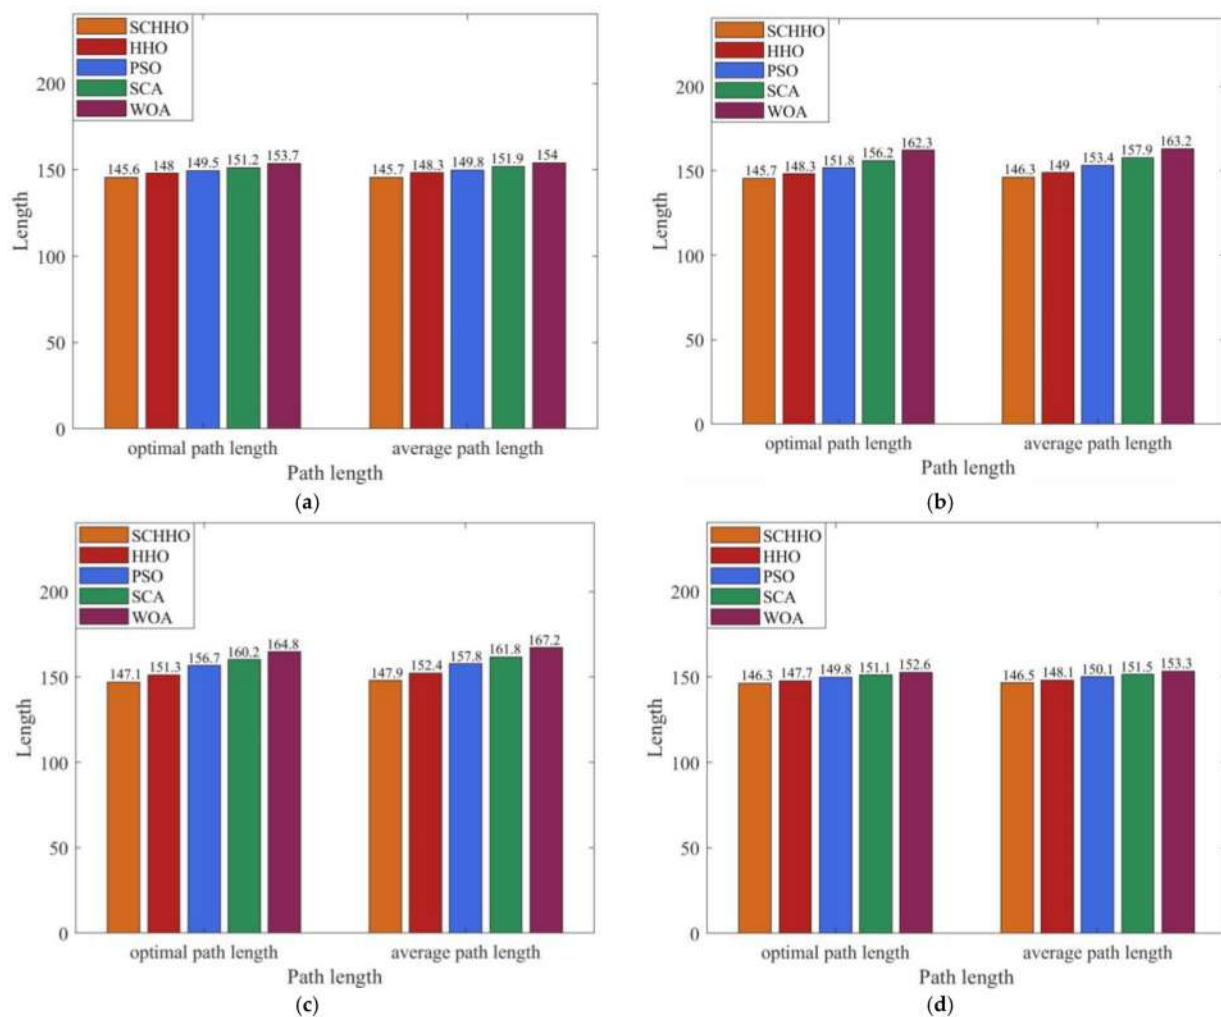 SCHHO
HHO
PSO
SCA
WOA
200
150
100
50
0
Length
145.6 148 149.5 151.2 153.7
145.7 148.3 149.8 151.9 154
optimal path length average path length
Path length
(a)
SCHHO
HHO
PSO
SCA
WOA
200
150
100
50
0
Length
145.7 148.3 151.8 156.2 162.3
146.3 149 153.4 157.9 163.2
optimal path length average path length
Path length
(b)
SCHHO
HHO
PSO
SCA
WOA
200
150
100
50
0
Length
147.1 151.3 156.7 160.2 164.8
147.9 152.4 157.8 161.8 167.2
optimal path length average path length
Path length
(c)
SCHHO
HHO
PSO
SCA
WOA
200
150
100
50
0
Length
146.3 147.7 149.8 151.1 152.6
146.5 148.1 150.1 151.5 153.3
optimal path length average path length
Path length
(d)